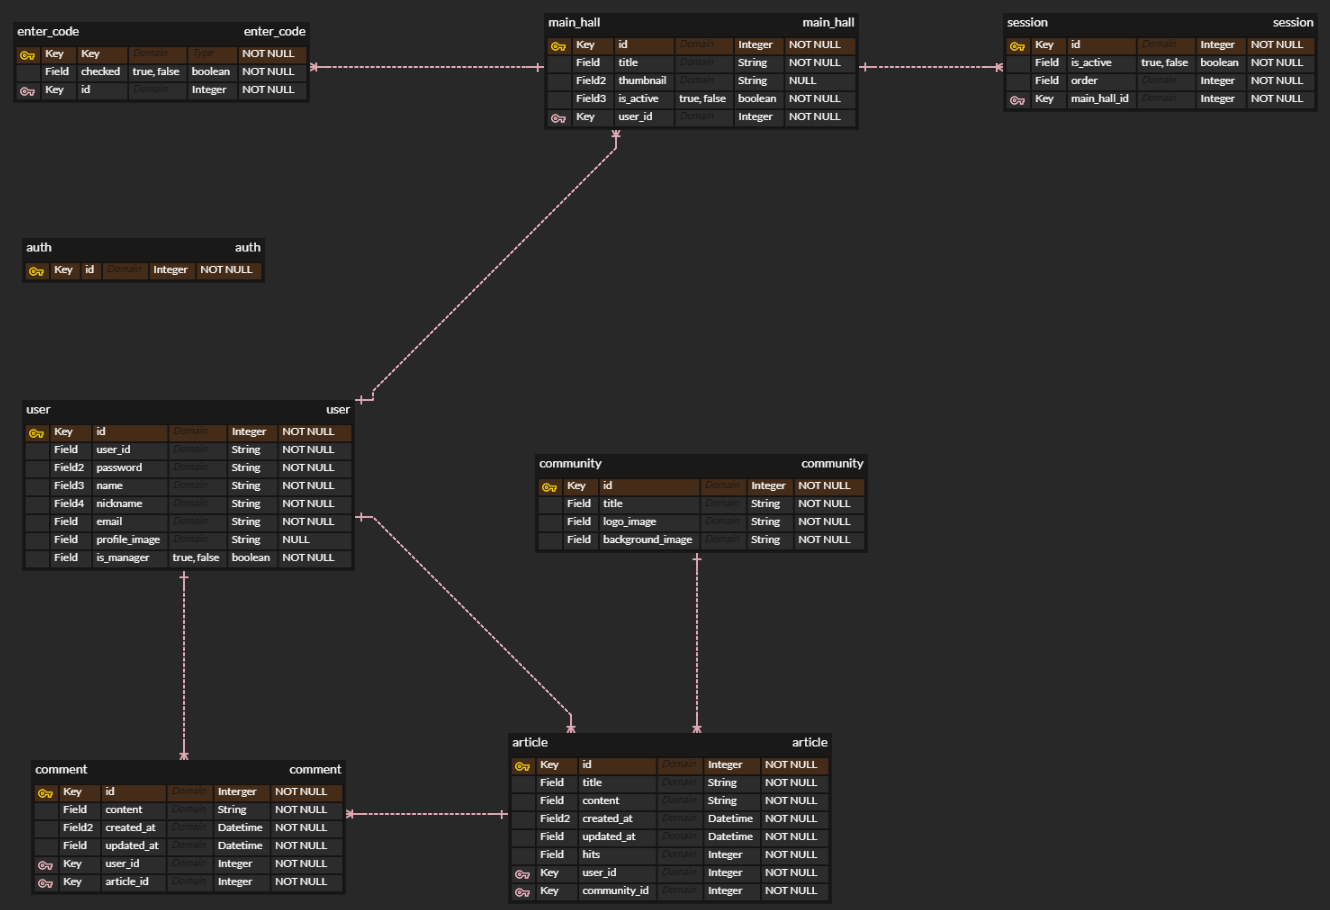 enter_code enter_code
Key Key Domain Type NOT NULL
Field checked true, false boolean NOT NULL
Key id Domain Integer NOT NULL
main_hall main_hall
Key id Domain Integer NOT NULL
Field title Domain String NOT NULL
Field2 thumbnail Domain String NULL
Field3 is_active true, false boolean NOT NULL
Key user_id Domain Integer NOT NULL
session session
Key id Domain Integer NOT NULL
Field is_active true, false boolean NOT NULL
Field order Domain Integer NOT NULL
Key main_hall_id Domain Integer NOT NULL
auth auth
Key id Domain Integer NOT NULL
user user
Key id Domain Integer NOT NULL
Field user_id Domain String NOT NULL
Field2 password Domain String NOT NULL
Field3 name Domain String NOT NULL
Field4 nickname Domain String NOT NULL
Field email Domain String NOT NULL
Field profile_image Domain String NULL
Field is_manager true, false boolean NOT NULL
community community
Key id Domain Integer NOT NULL
Field title Domain String NOT NULL
Field logo_image Domain String NOT NULL
Field background_image Domain String NOT NULL
comment comment
Key id Domain Interger NOT NULL
Field content Domain String NOT NULL
Field2 created_at Domain Datetime NOT NULL
Field updated_at Domain Datetime NOT NULL
Key user_id Domain Integer NOT NULL
Key article_id Domain Integer NOT NULL
article article
Key id Domain Integer NOT NULL
Field title Domain String NOT NULL
Field content Domain String NOT NULL
Field2 created_at Domain Datetime NOT NULL
Field updated_at Domain Datetime NOT NULL
Field hits Domain Integer NOT NULL
Key user_id Domain Integer NOT NULL
Key community_id Domain Integer NOT NULL